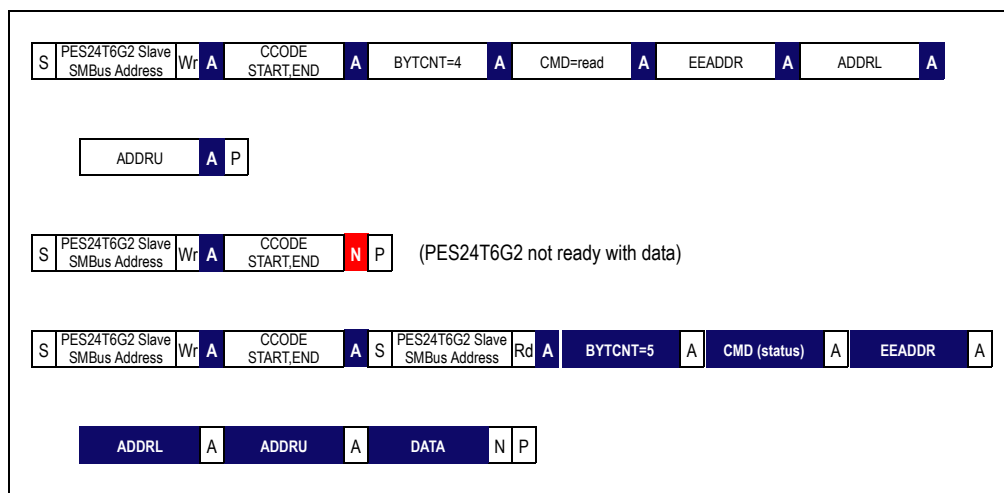 S PES24T6G2 Slave SMBus Address Wr A CCODE START,END A BYTCNT=4 A CMD=read A EEADDR A ADDRL A
ADDRU A P
S PES24T6G2 Slave SMBus Address Wr A CCODE START,END N P (PES24T6G2 not ready with data)
S PES24T6G2 Slave SMBus Address Wr A CCODE START,END A S PES24T6G2 Slave SMBus Address Rd A BYTCNT=5 A CMD (status) A EEADDR A
ADDRL A ADDRU A DATA N P